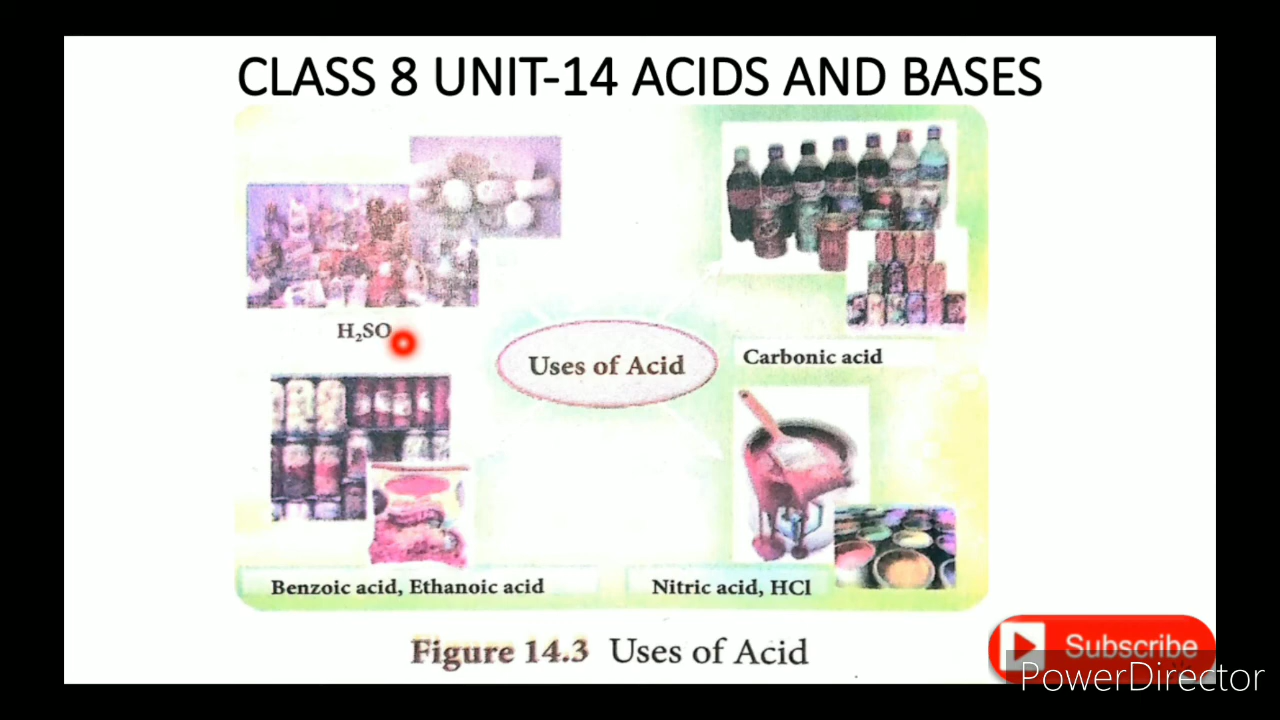 CLASS 8 UNIT-14 ACIDS AND BASES
H₂SO
Uses of Acid
Carbonic acid
Benzoic acid, Ethanoic acid
Nitric acid, HCl
Figure 14.3 Uses of Acid
Subscribe
PowerDirector